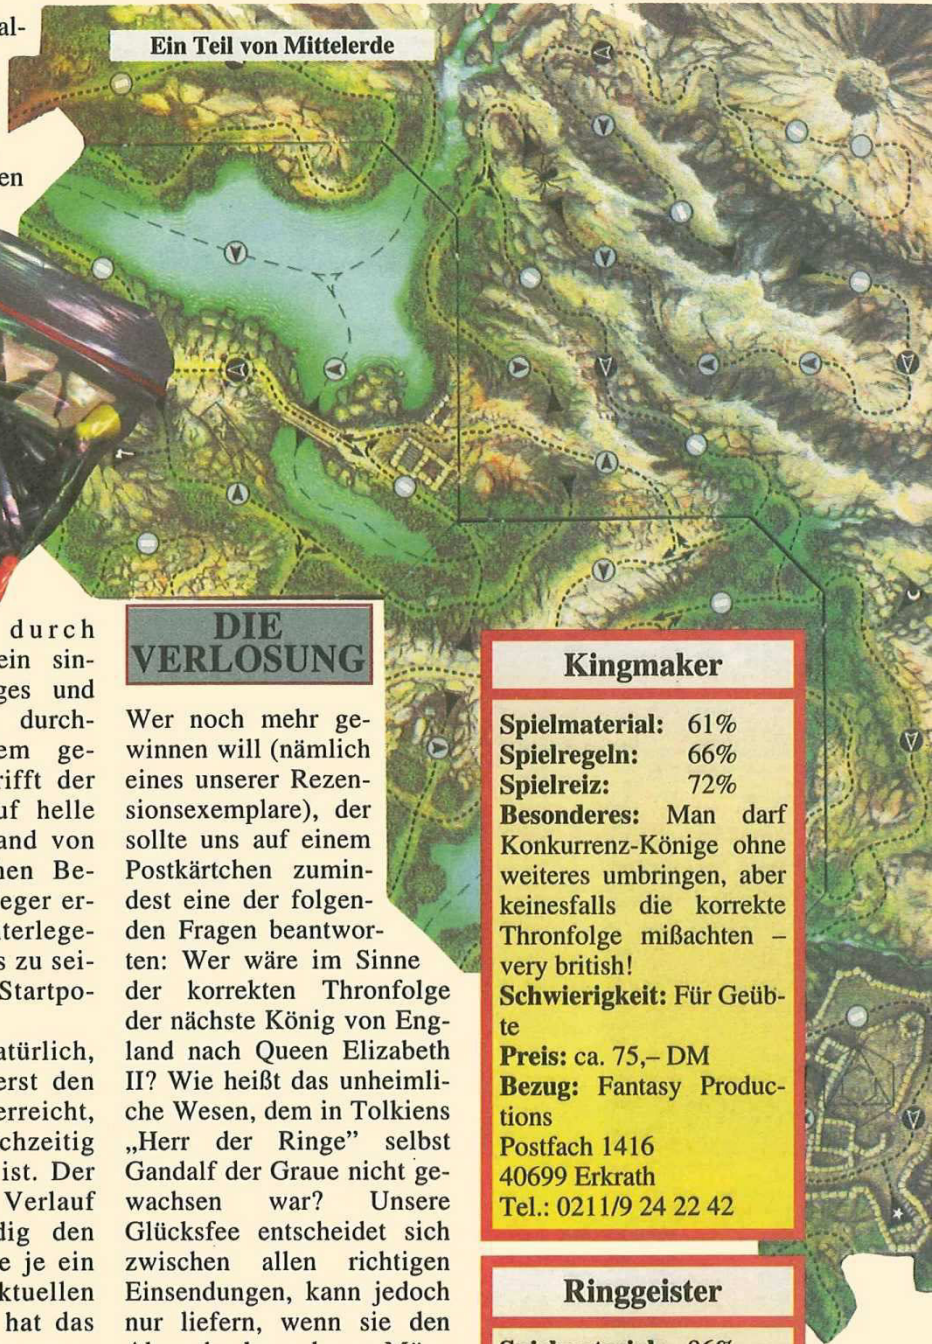 al-
en
Ein Teil von Mittelerde
durch
ein sin-
ges und
durch-
em ge-
rifft der
uf helle
and von
nen Be-
eger er-
nterlege-
s zu sei-
Startpo-
atürlich,
erst den
erreicht,
chzeitig
ist. Der
Verlauf
dig den
e je ein
ktuellen
hat das
DIE
VERLOSUNG
Wer noch mehr ge-
winnen will (nämlich
eines unserer Rezen-
sionsexemplare), der
sollte uns auf einem
Postkärtchen zumin-
dest eine der folgen-
den Fragen beantwor-
ten: Wer wäre im Sinne
der korrekten Thronfolge
der nächste König von Eng-
land nach Queen Elizabeth
II? Wie heißt das unheimli-
che Wesen, dem in Tolkiens
„Herr der Ringe” selbst
Gandalf der Graue nicht ge-
wachsen war? Unsere
Glücksfee entscheidet sich
zwischen allen richtigen
Einsendungen, kann jedoch
nur liefern, wenn sie den
Kingmaker
Spielmaterial: 61%
Spielregeln: 66%
Spielreiz: 72%
Besonderes: Man darf
Konkurrenz-Könige ohne
weiteres umbringen, aber
keinesfalls die korrekte
Thronfolge mißachten –
very british!
Schwierigkeit: Für Geüb-
te
Preis: ca. 75,– DM
Bezug: Fantasy Produc-
tions
Postfach 1416
40699 Erkrath
Tel.: 0211/9 24 22 42
Ringgeister